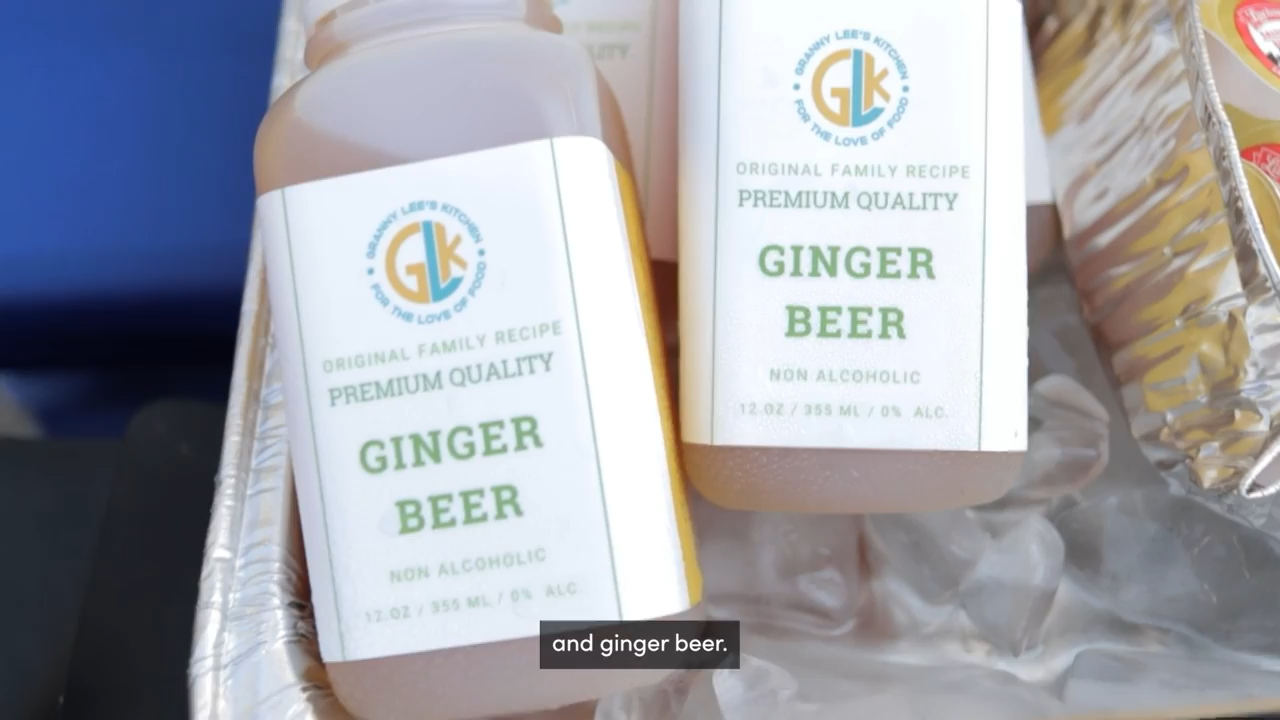 GRANNY LEE'S KITCHEN
GLK
FOR THE LOVE OF FOOD
ORIGINAL FAMILY RECIPE
PREMIUM QUALITY
GINGER
BEER
NON ALCOHOLIC
12 OZ / 355 ML / 0% ALC.
GRANNY LEE'S KITCHEN
GLK
FOR THE LOVE OF FOOD
ORIGINAL FAMILY RECIPE
PREMIUM QUALITY
GINGER
BEER
NON ALCOHOLIC
12 OZ / 355 ML / 0% ALC.
and ginger beer.